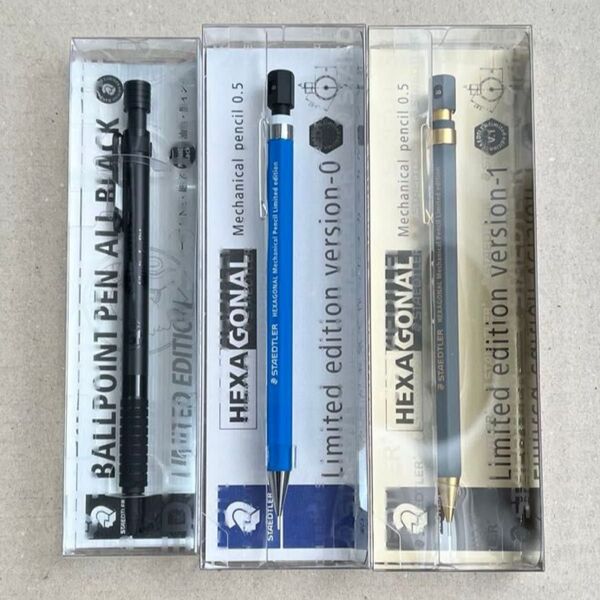 BALLPOINT PEN ALL BLACK
LIMITED EDITION
STAEDTLER
HEXAGONAL
Mechanical pencil 0.5
Limited edition version-0
STAEDTLER HEXAGONAL Mechanical Pencil Limited edition
STAEDTLER
HEXAGONAL
Mechanical pencil 0.5
Limited edition version-1
STAEDTLER HEXAGONAL Mechanical Pencil Limited edition
STAEDTLER